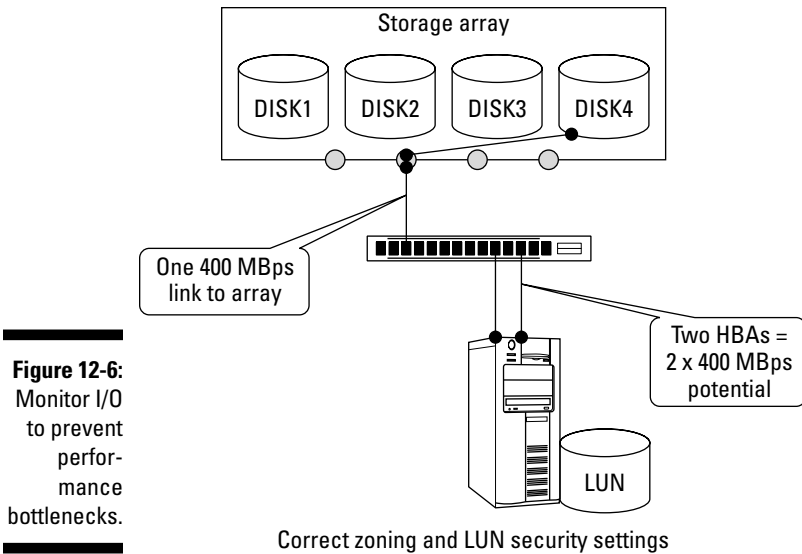 Storage array
DISK1
DISK2
DISK3
DISK4
One 400 MBps
link to array
Two HBAs =
2 x 400 MBps
potential
Figure 12-6:
Monitor I/O
to prevent
perfor-
mance
bottlenecks.
LUN
Correct zoning and LUN security settings